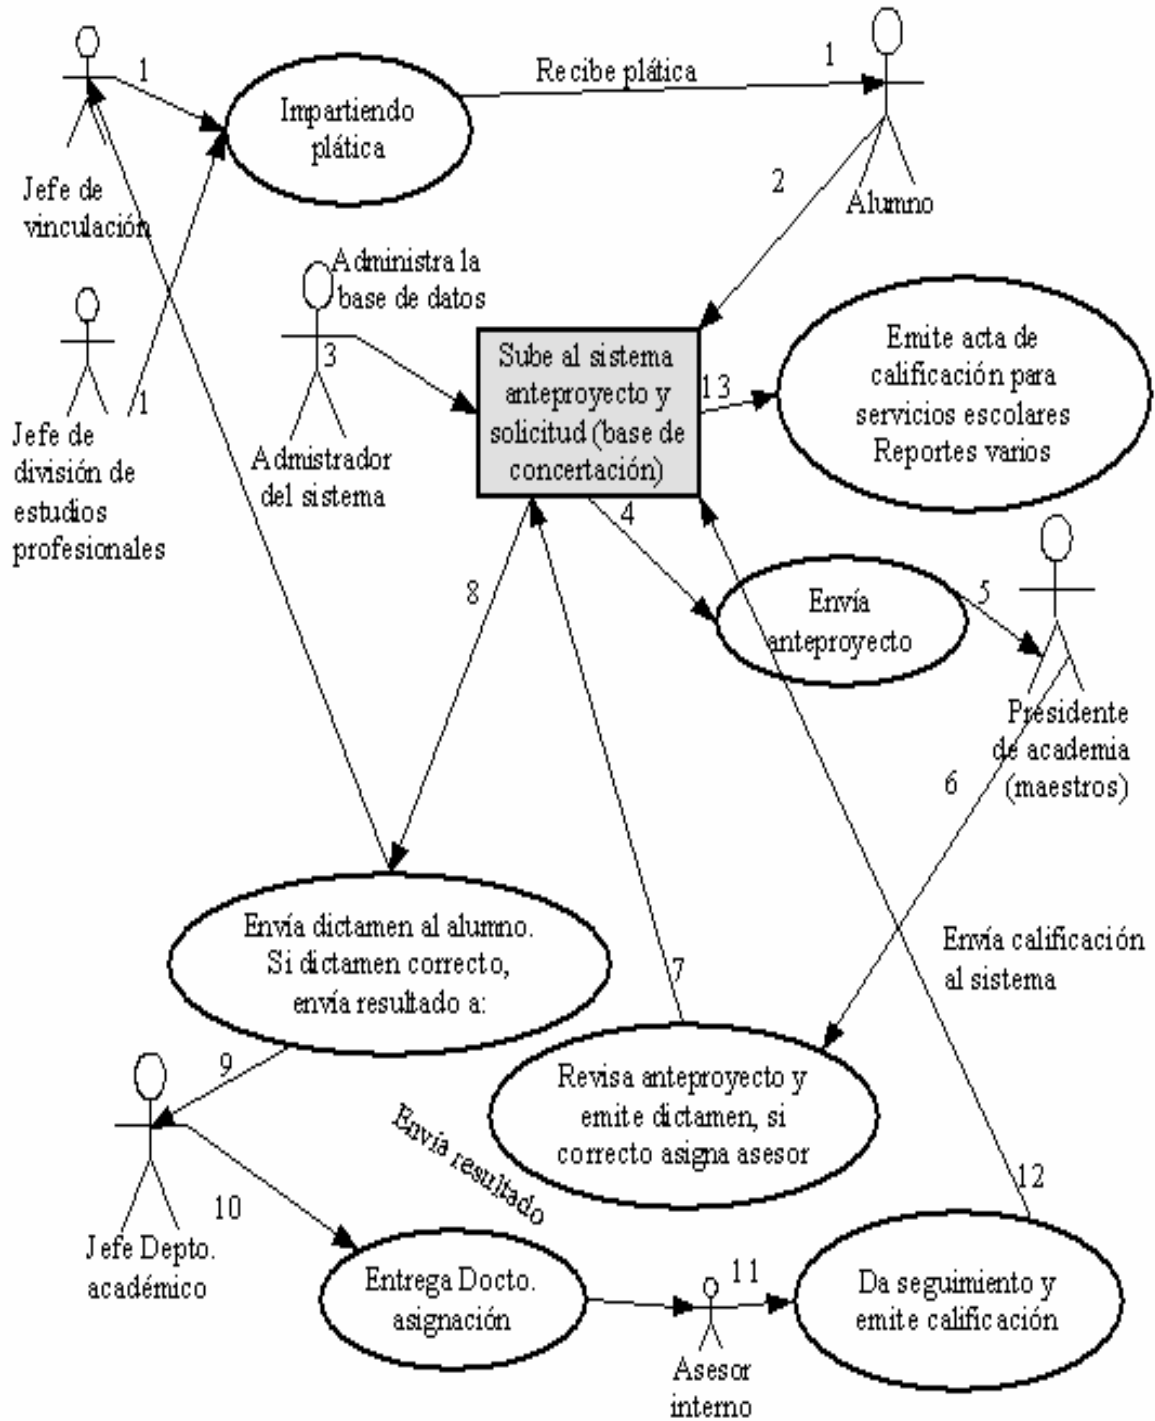 1
Recibe plática
1
Impartiendo
plática
Jefe de
vinculación
2
Alumno
Administra la
base de datos
3
Sube al sistema
anteproyecto y
solicitud (base de
concertación)
13
Emite acta de
calificación para
servicios escolares
Reportes varios
1
Jefe de
división de
estudios
profesionales
Admistrador
del sistema
4
8
Envía
anteproyecto
5
Presidente
de academia
(maestros)
6
Envía dictamen al alumno.
Si dictamen correcto,
envía resultado a:
7
Envía calificación
al sistema
9
Revisa anteproyecto y
emite dictamen, si
correcto asigna asesor
Envía resultado
12
10
Jefe Depto.
académico
Entrega Docto.
asignación
11
Da seguimiento y
emite calificación
Asesor
interno